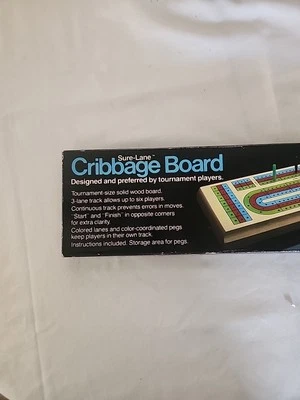 Sure-Lane™
Cribbage Board
Designed and preferred by tournament players.
Tournament-size solid wood board.
3-lane track allows up to six players.
Continuous track prevents errors in moves.
"Start" and "Finish" in opposite corners
for extra clarity.
Colored lanes and color-coordinated pegs
keep players in their own track.
Instructions included. Storage area for pegs.